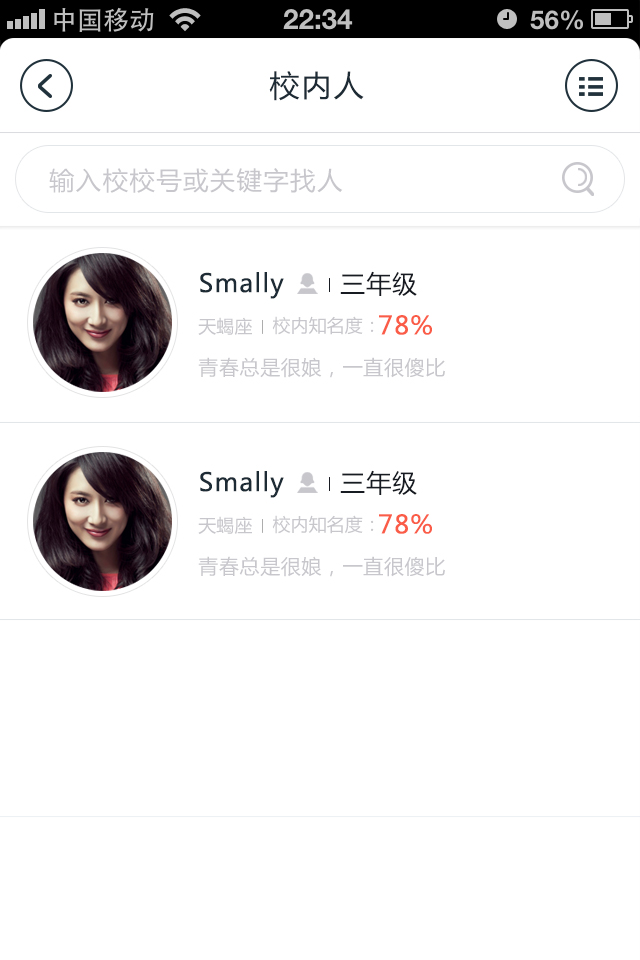 中国移动 22:34 56%
校内人
输入校校号或关键字找人
Smally 三年级
天蝎座 | 校内知名度 : 78%
青春总是很娘，一直很傻比
Smally 三年级
天蝎座 | 校内知名度 : 78%
青春总是很娘，一直很傻比